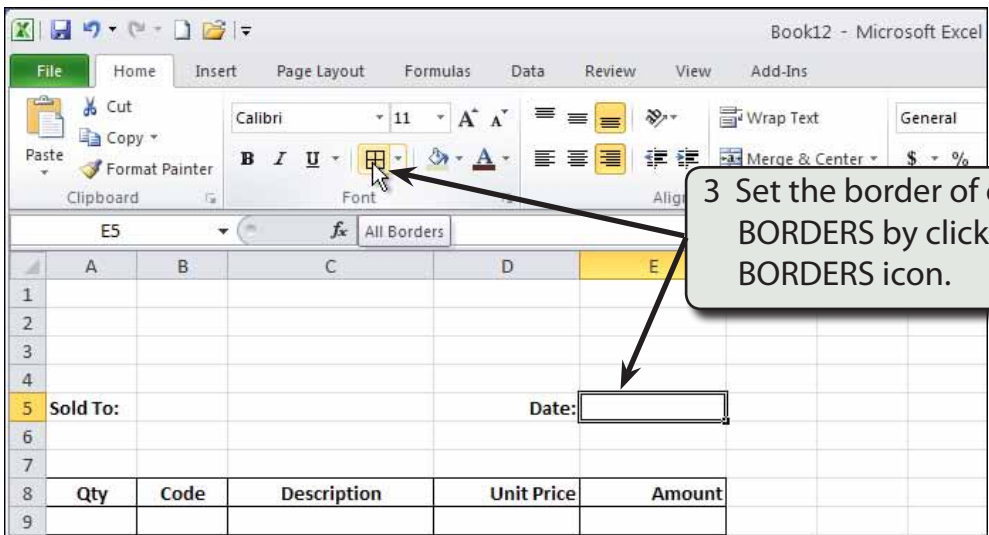 Book12 - Microsoft Excel
File Home Insert Page Layout Formulas Data Review View Add-Ins
Cut
Copy
Paste
Format Painter
Clipboard
Calibri 11 A A
B I U A
Font
Wrap Text
Merge & Center
General
$ %
3 Set the border of
BORDERS by click
BORDERS icon.
E5 fx All Borders
A B C D E
1
2
3
4
5 Sold To: Date:
6
7
8 Qty Code Description Unit Price Amount
9